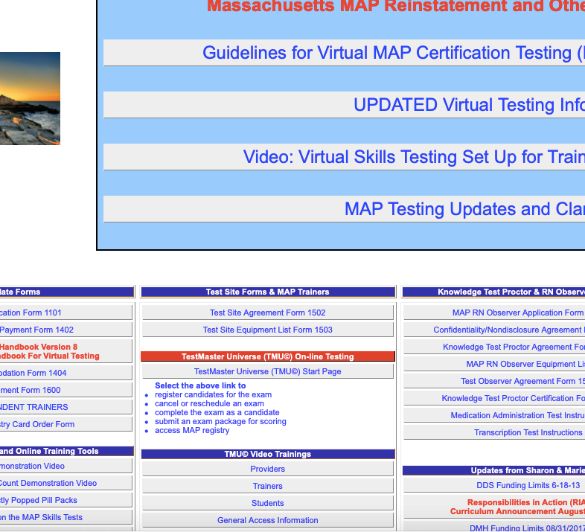 Massachusetts MAP Reinstatement and Othe
Guidelines for Virtual MAP Certification Testing (
UPDATED Virtual Testing Info
Video: Virtual Skills Testing Set Up for Train
MAP Testing Updates and Clar
ate Forms
cation Form 1101
Payment Form 1402
Handbook Version 8
dbook For Virtual Testing
odation Form 1404
ment Form 1600
NDENT TRAINERS
stry Card Order Form
and Online Training Tools
monstration Video
Count Demonstration Video
tly Popped Pill Packs
on the MAP Skills Tests
Test Site Forms & MAP Trainers
Test Site Agreement Form 1502
Test Site Equipment List Form 1503
TestMaster Universe (TMU©) On-line Testing
TestMaster Universe (TMU©) Start Page
Select the above link to
• register candidates for the exam
• cancel or reschedule an exam
• complete the exam as a candidate
• submit an exam package for scoring
• access MAP registry
TMU© Video Trainings
Providers
Trainers
Students
General Access Information
Knowledge Test Proctor & RN Observe
MAP RN Observer Application Form
Confidentiality/Nondisclosure Agreement
Knowledge Test Proctor Agreement Fo
MAP RN Observer Equipment Li
Test Observer Agreement Form 15
Knowledge Test Proctor Certification Fo
Medication Administration Test Instru
Transcription Test Instructions
Updates from Sharon & Marie
DDS Funding Limits 6-18-13
Responsibilities in Action (RIA
Curriculum Announcement August
DMH Funding Limits 08/31/201